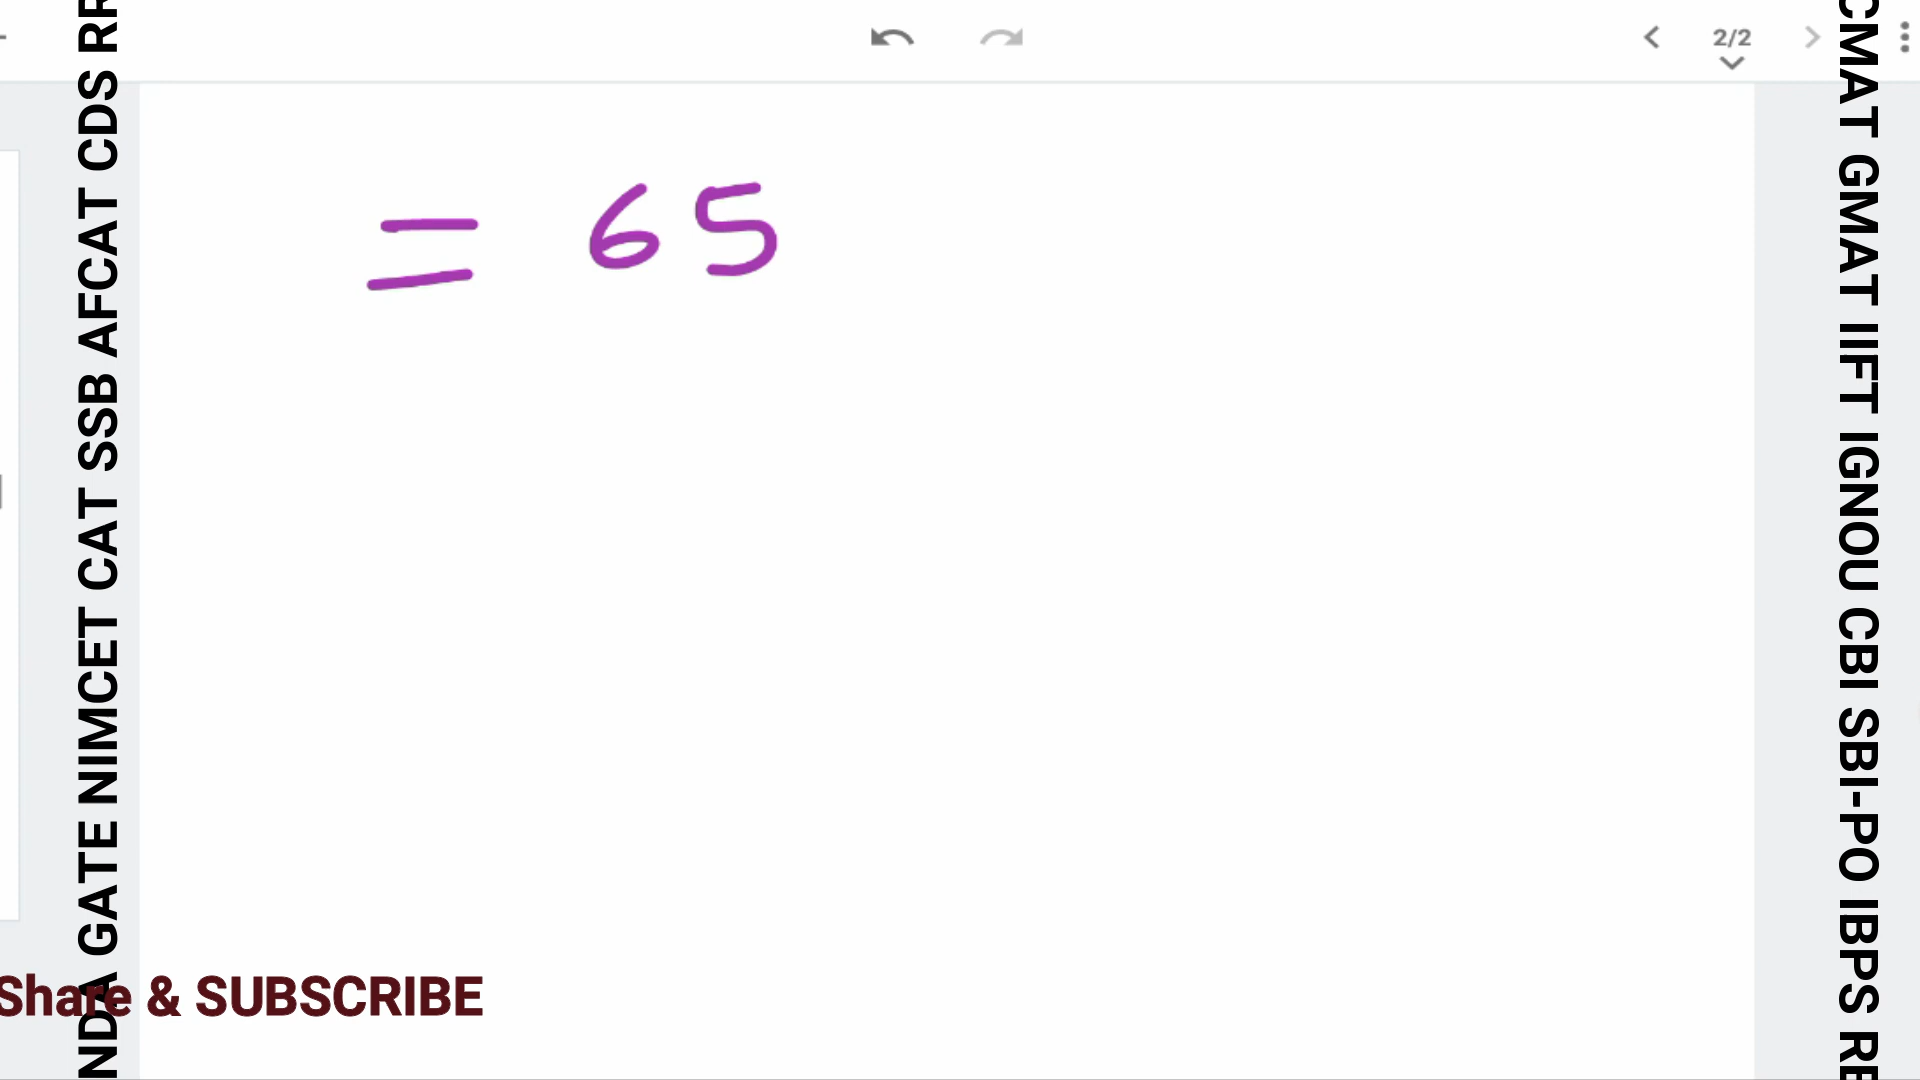 2/2
= 65
NDA GATE NIMCET CAT SSB AFCAT CDS
CMAT GMAT IIFT IGNOU CBI SBI-PO IBPS
Share & SUBSCRIBE